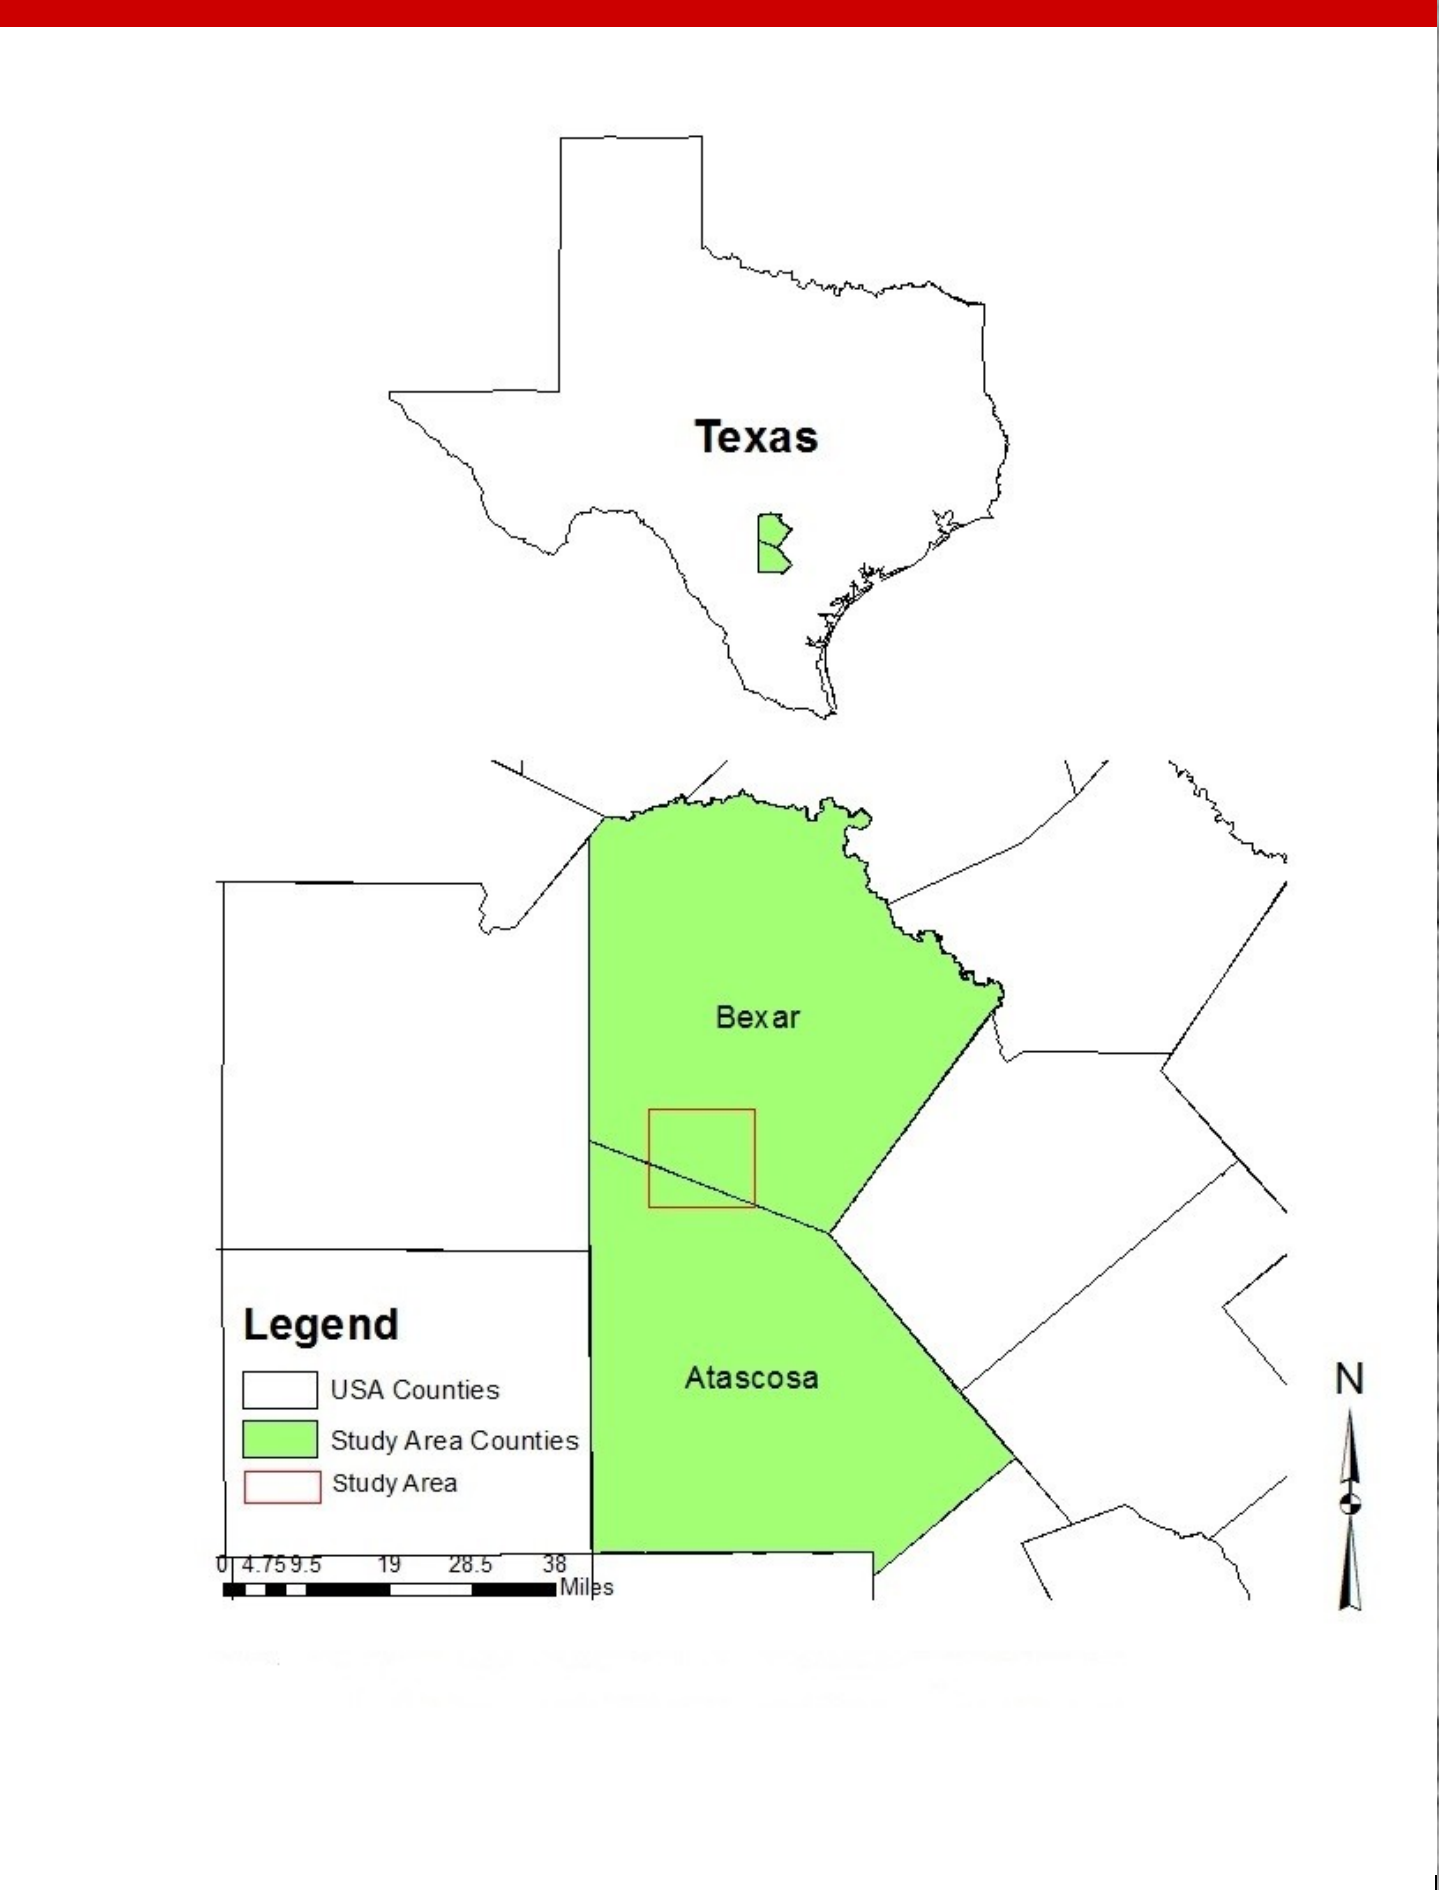 Texas
Bexar
Atascosa
Legend
USA Counties
Study Area Counties
Study Area
N
0 4.75 9.5 19 28.5 38
Miles